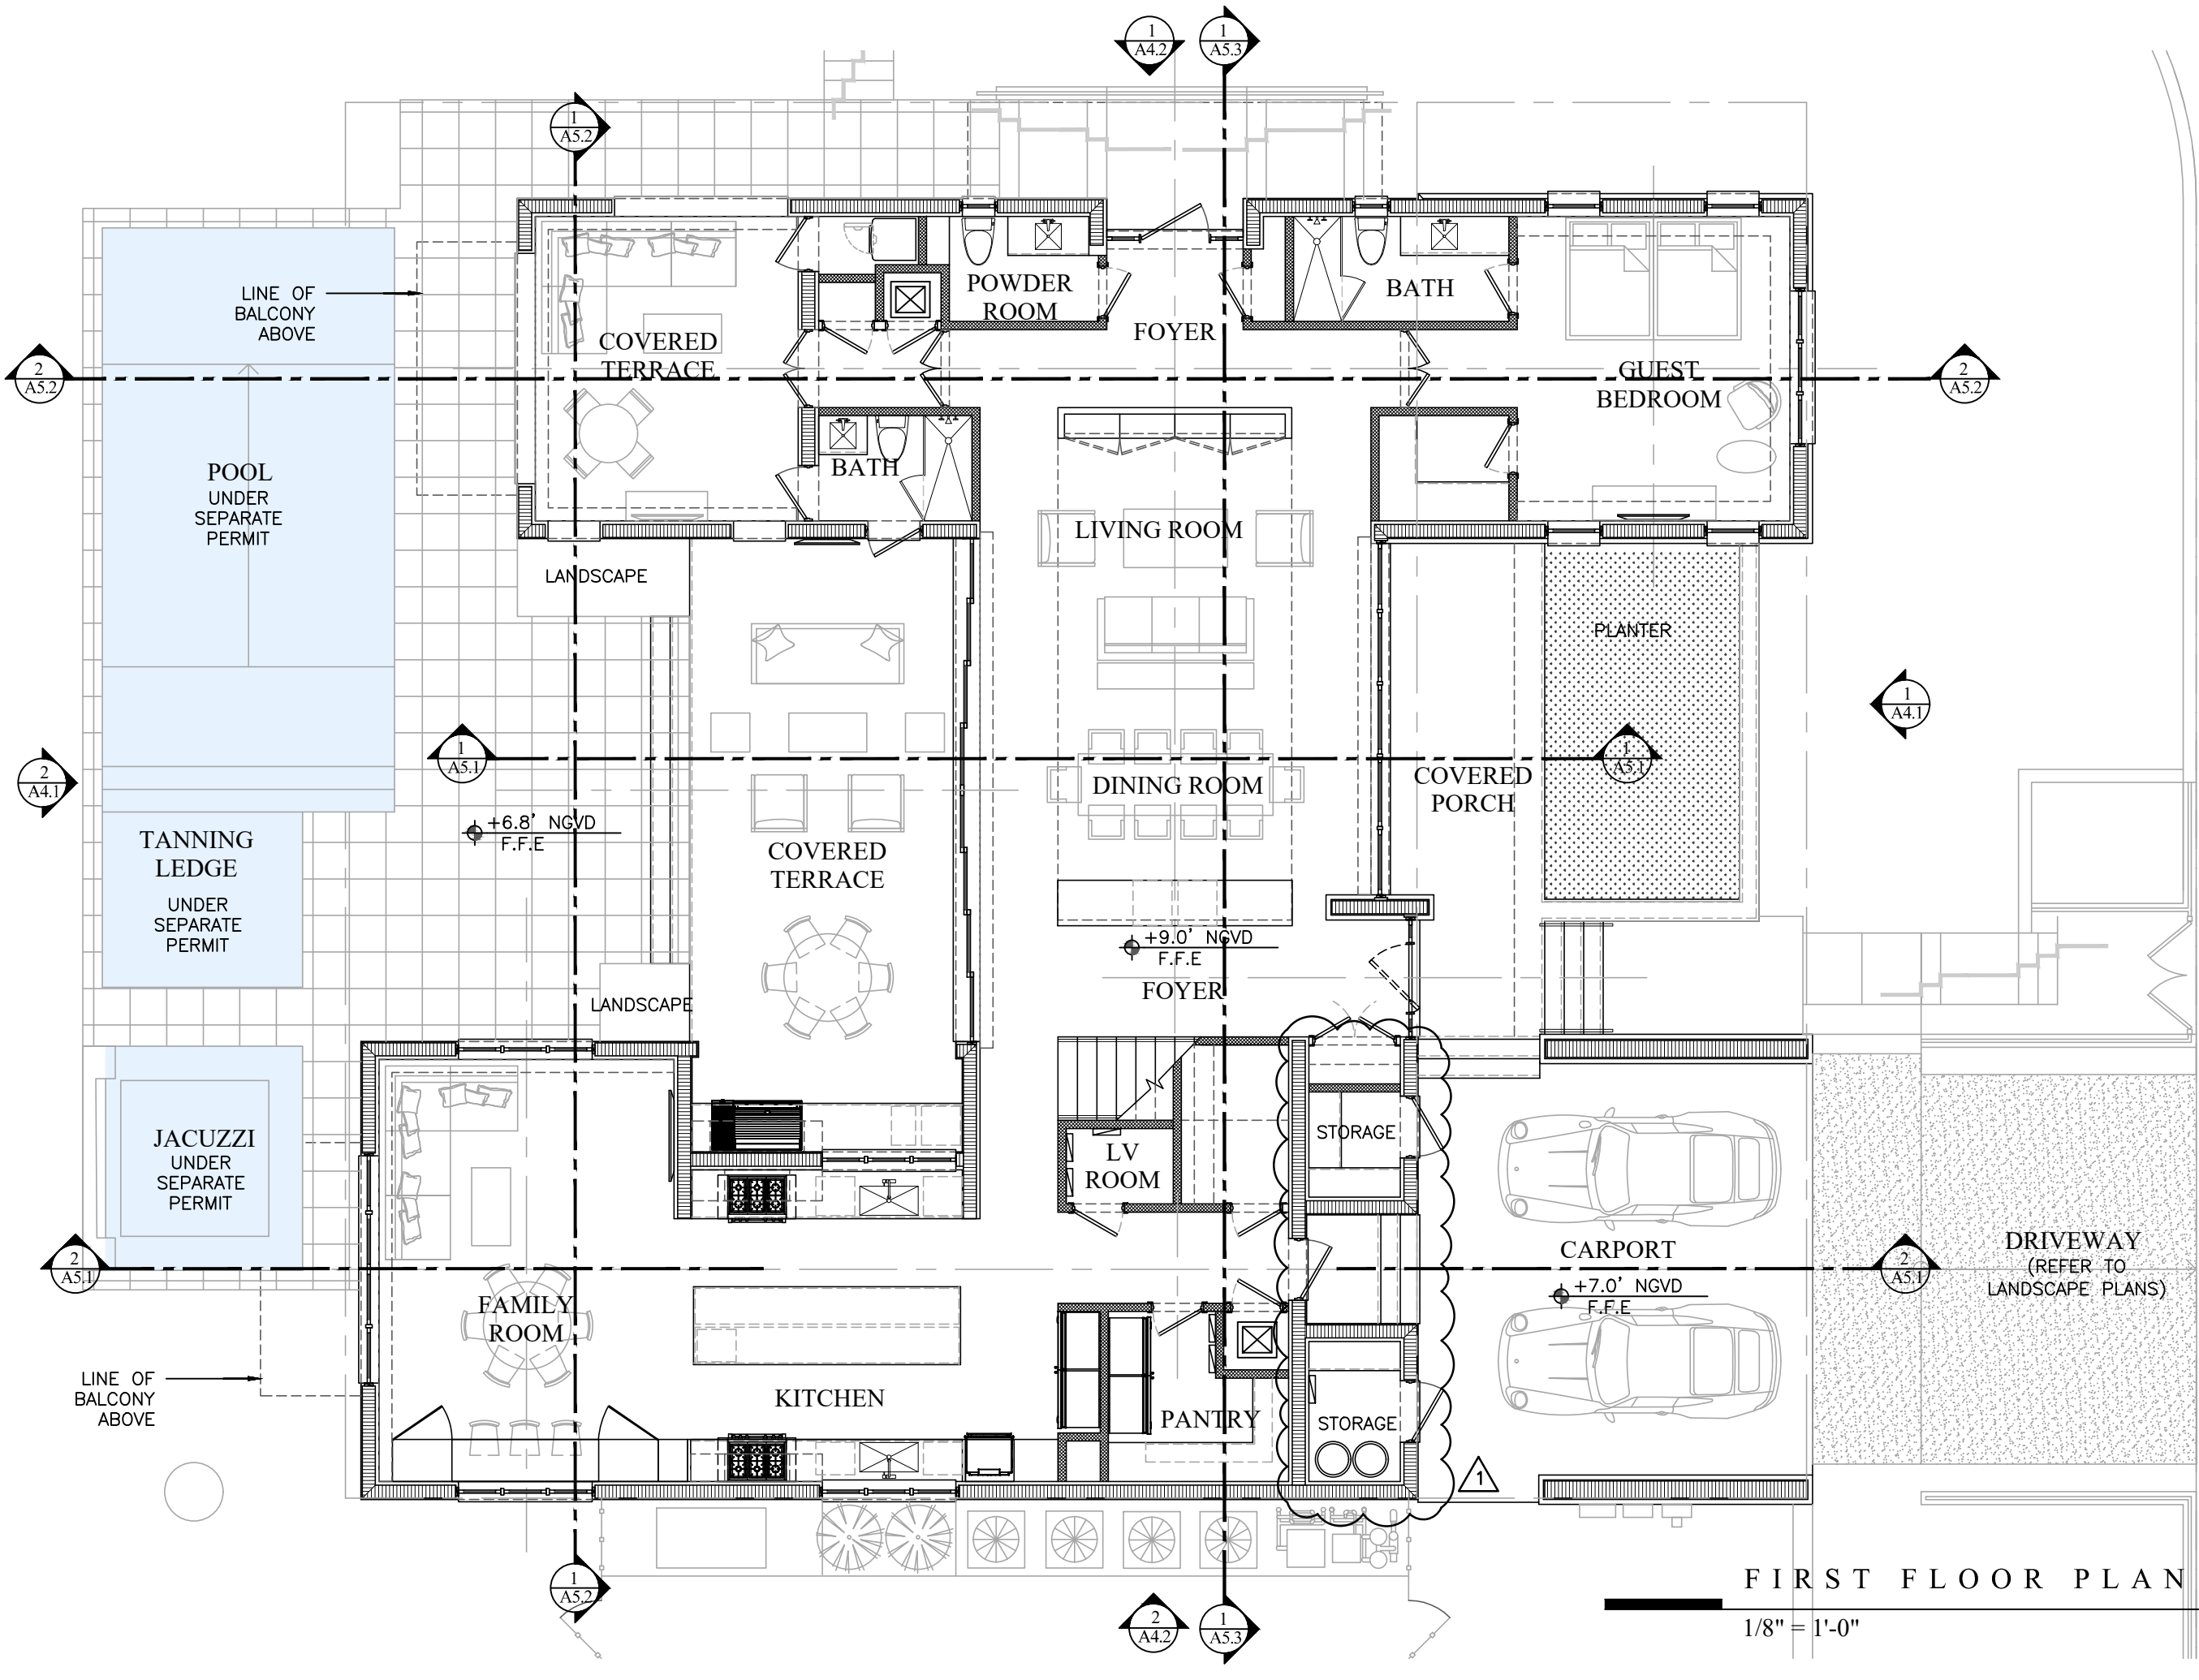 1
A4.2
1
A5.3
1
A5.2
LINE OF
BALCONY
ABOVE
POWDER
ROOM
BATH
FOYER
COVERED
TERRACE
2
A5.2
GUEST
BEDROOM
2
A5.2
POOL
UNDER
SEPARATE
PERMIT
BATH
LIVING ROOM
LANDSCAPE
PLANTER
1
A4.1
1
A5.1
1
A5.1
2
A4.1
DINING ROOM
COVERED
PORCH
+6.8' NGVD
F.F.E
TANNING
LEDGE
UNDER
SEPARATE
PERMIT
COVERED
TERRACE
+9.0' NGVD
F.F.E
FOYER
LANDSCAPE
JACUZZI
UNDER
SEPARATE
PERMIT
LV
ROOM
STORAGE
2
A5.1
CARPORT
+7.0' NGVD
F.F.E
2
A5.1
DRIVEWAY
(REFER TO
LANDSCAPE PLANS)
FAMILY
ROOM
LINE OF
BALCONY
ABOVE
KITCHEN
PANTRY
STORAGE
1
1
A5.2
2
A4.2
1
A5.3
FIRST FLOOR PLAN
1/8" = 1'-0"